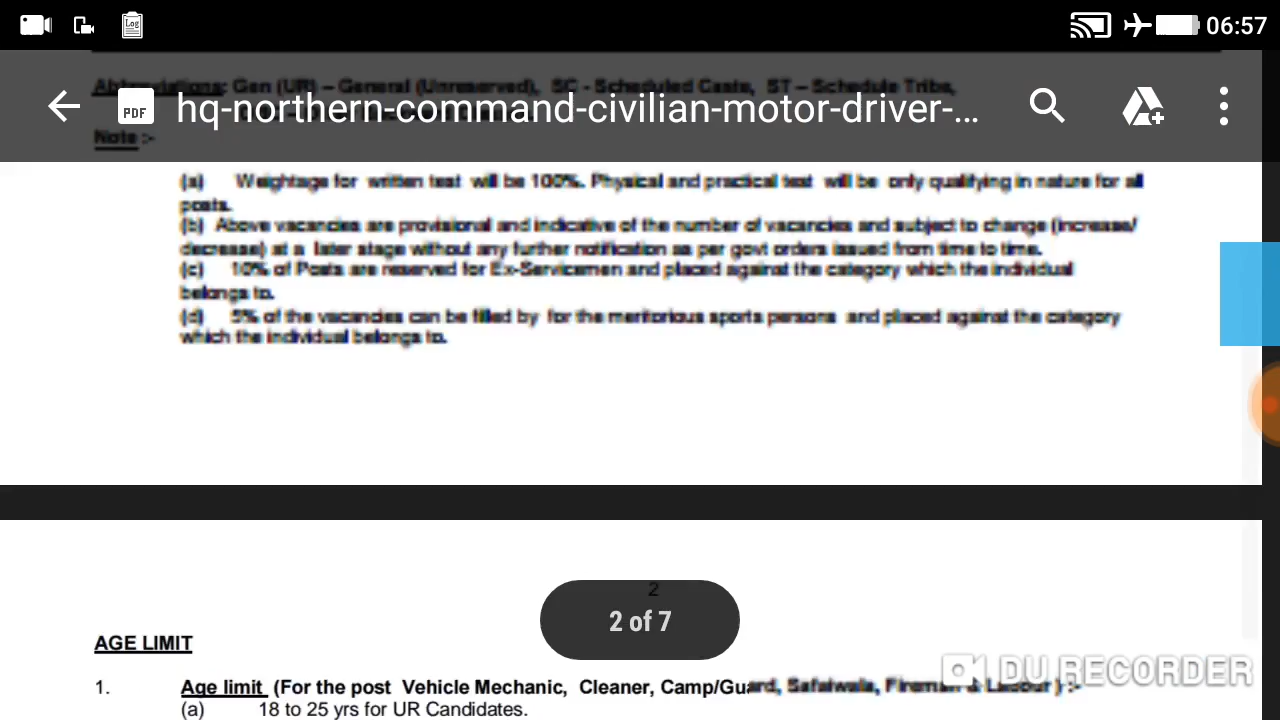 Log
06:57
Abbreviations: Gen (UR) – General (Unreserved), SC - Scheduled Caste, ST – Schedule Tribe,
PDF hq-northern-command-civilian-motor-driver-...
Note :-
(a) Weightage for written test will be 100%. Physical and practical test will be only qualifying in nature for all
posts.
(b) Above vacancies are provisional and indicative of the number of vacancies and subject to change (increase/
decrease) at a later stage without any further notification as per govt orders issued from time to time.
(c) 10% of Posts are reserved for Ex-Servicemen and placed against the category which the individual
belongs to.
(d) 5% of the vacancies can be filled by for the meritorious sports persons and placed against the category
which the individual belongs to.
2
2 of 7
AGE LIMIT
DU RECORDER
1. Age limit (For the post Vehicle Mechanic, Cleaner, Camp/Guard, Safaiwala, Fireman & Labour ) :-
(a) 18 to 25 yrs for UR Candidates.